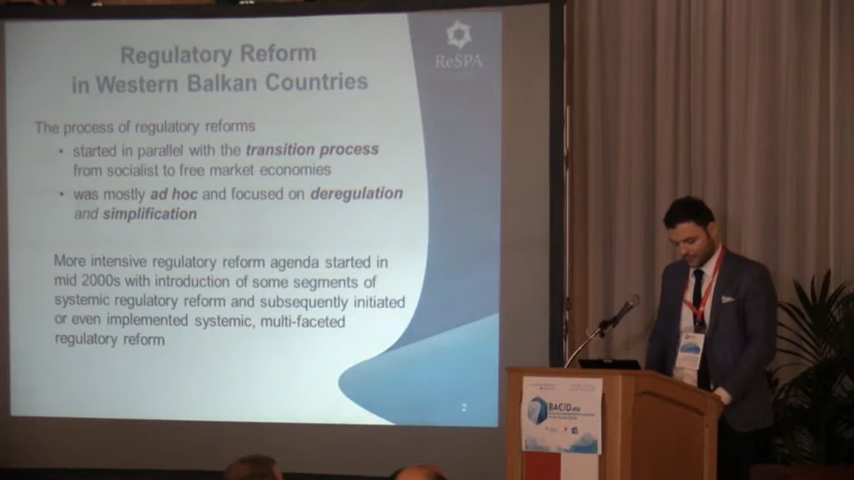 Regulatory Reform
in Western Balkan Countries
ReSPA
The process of regulatory reforms
• started in parallel with the transition process
from socialist to free market economies
• was mostly ad hoc and focused on deregulation
and simplification
More intensive regulatory reform agenda started in
mid 2000s with introduction of some segments of
systemic regulatory reform and subsequently initiated
or even implemented systemic, multi-faceted
regulatory reform
2
BACID.eu